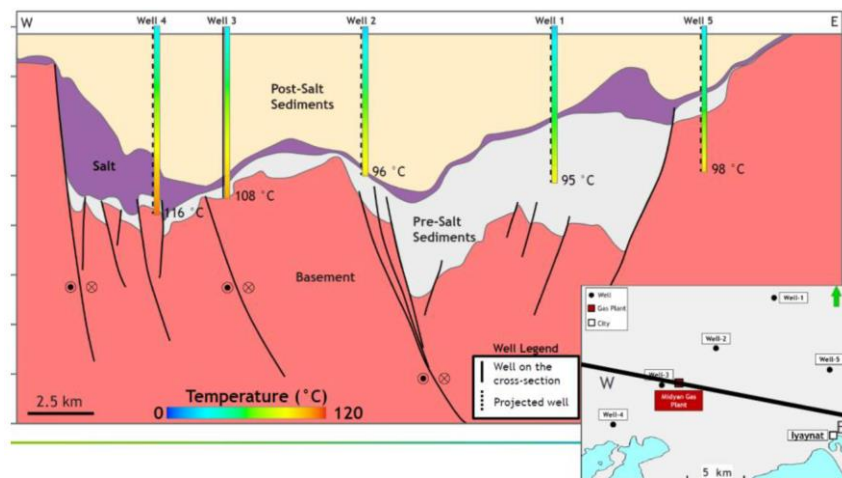 W
Well 4
Well 3
Well 2
Well 1
Well 5
E
Post-Salt
Sediments
Salt
96 °C
95 °C
98 °C
108 °C
116 °C
Pre-Salt
Sediments
Basement
Well Legend
Well on the
cross-section
Projected well
2.5 km
Temperature (°C)
0
120
Well
Gas Plant
City
Well-1
Well-2
Well-5
W
Well-3
Midyan Gas
Plant
Well-4
E
Iyaynat
5 km